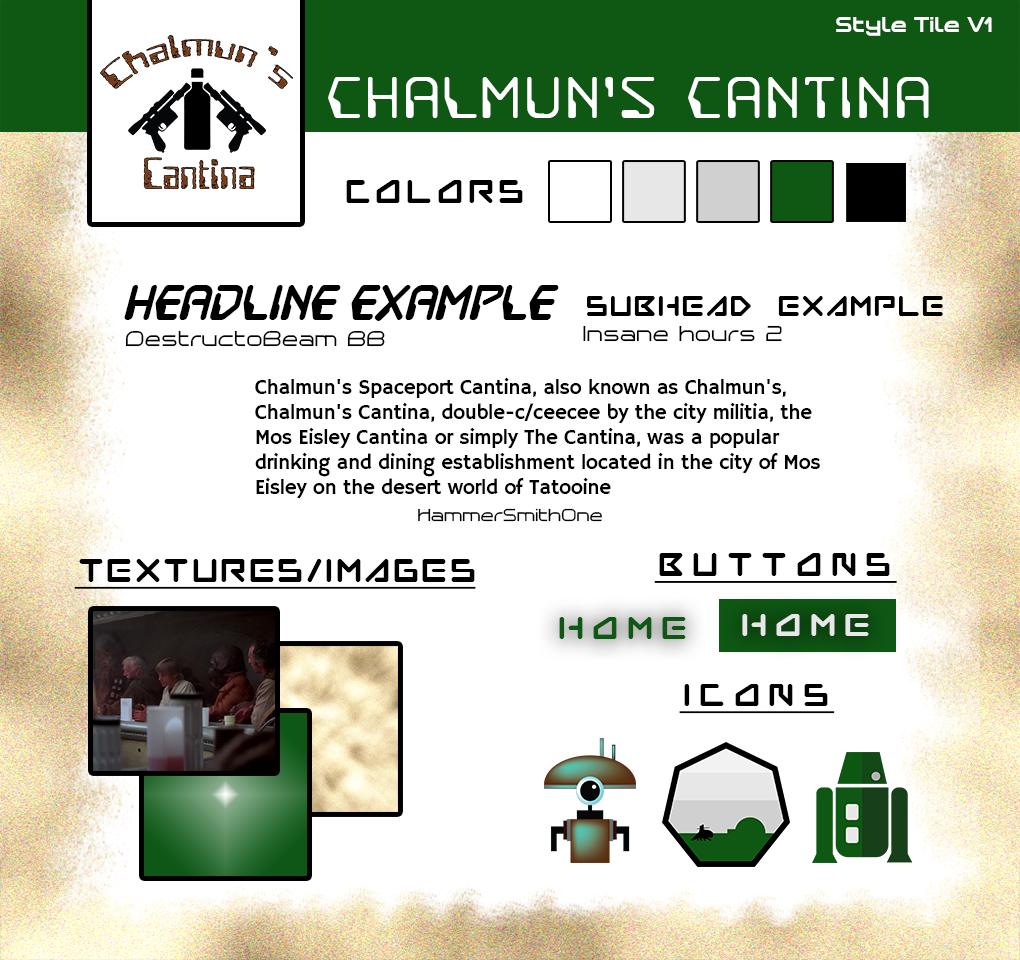 Style Tile V1
Chalmun's
Cantina
CHALMUN'S CANTINA
COLORS
HEADLINE EXAMPLE
DestructoBeam BB
SUBHEAD EXAMPLE
Insane hours 2
Chalmun's Spaceport Cantina, also known as Chalmun's,
Chalmun's Cantina, double-c/ceecee by the city militia, the
Mos Eisley Cantina or simply The Cantina, was a popular
drinking and dining establishment located in the city of Mos
Eisley on the desert world of Tatooine
HammerSmithOne
TEXTURES/IMAGES
BUTTONS
HOME
HOME
ICONS